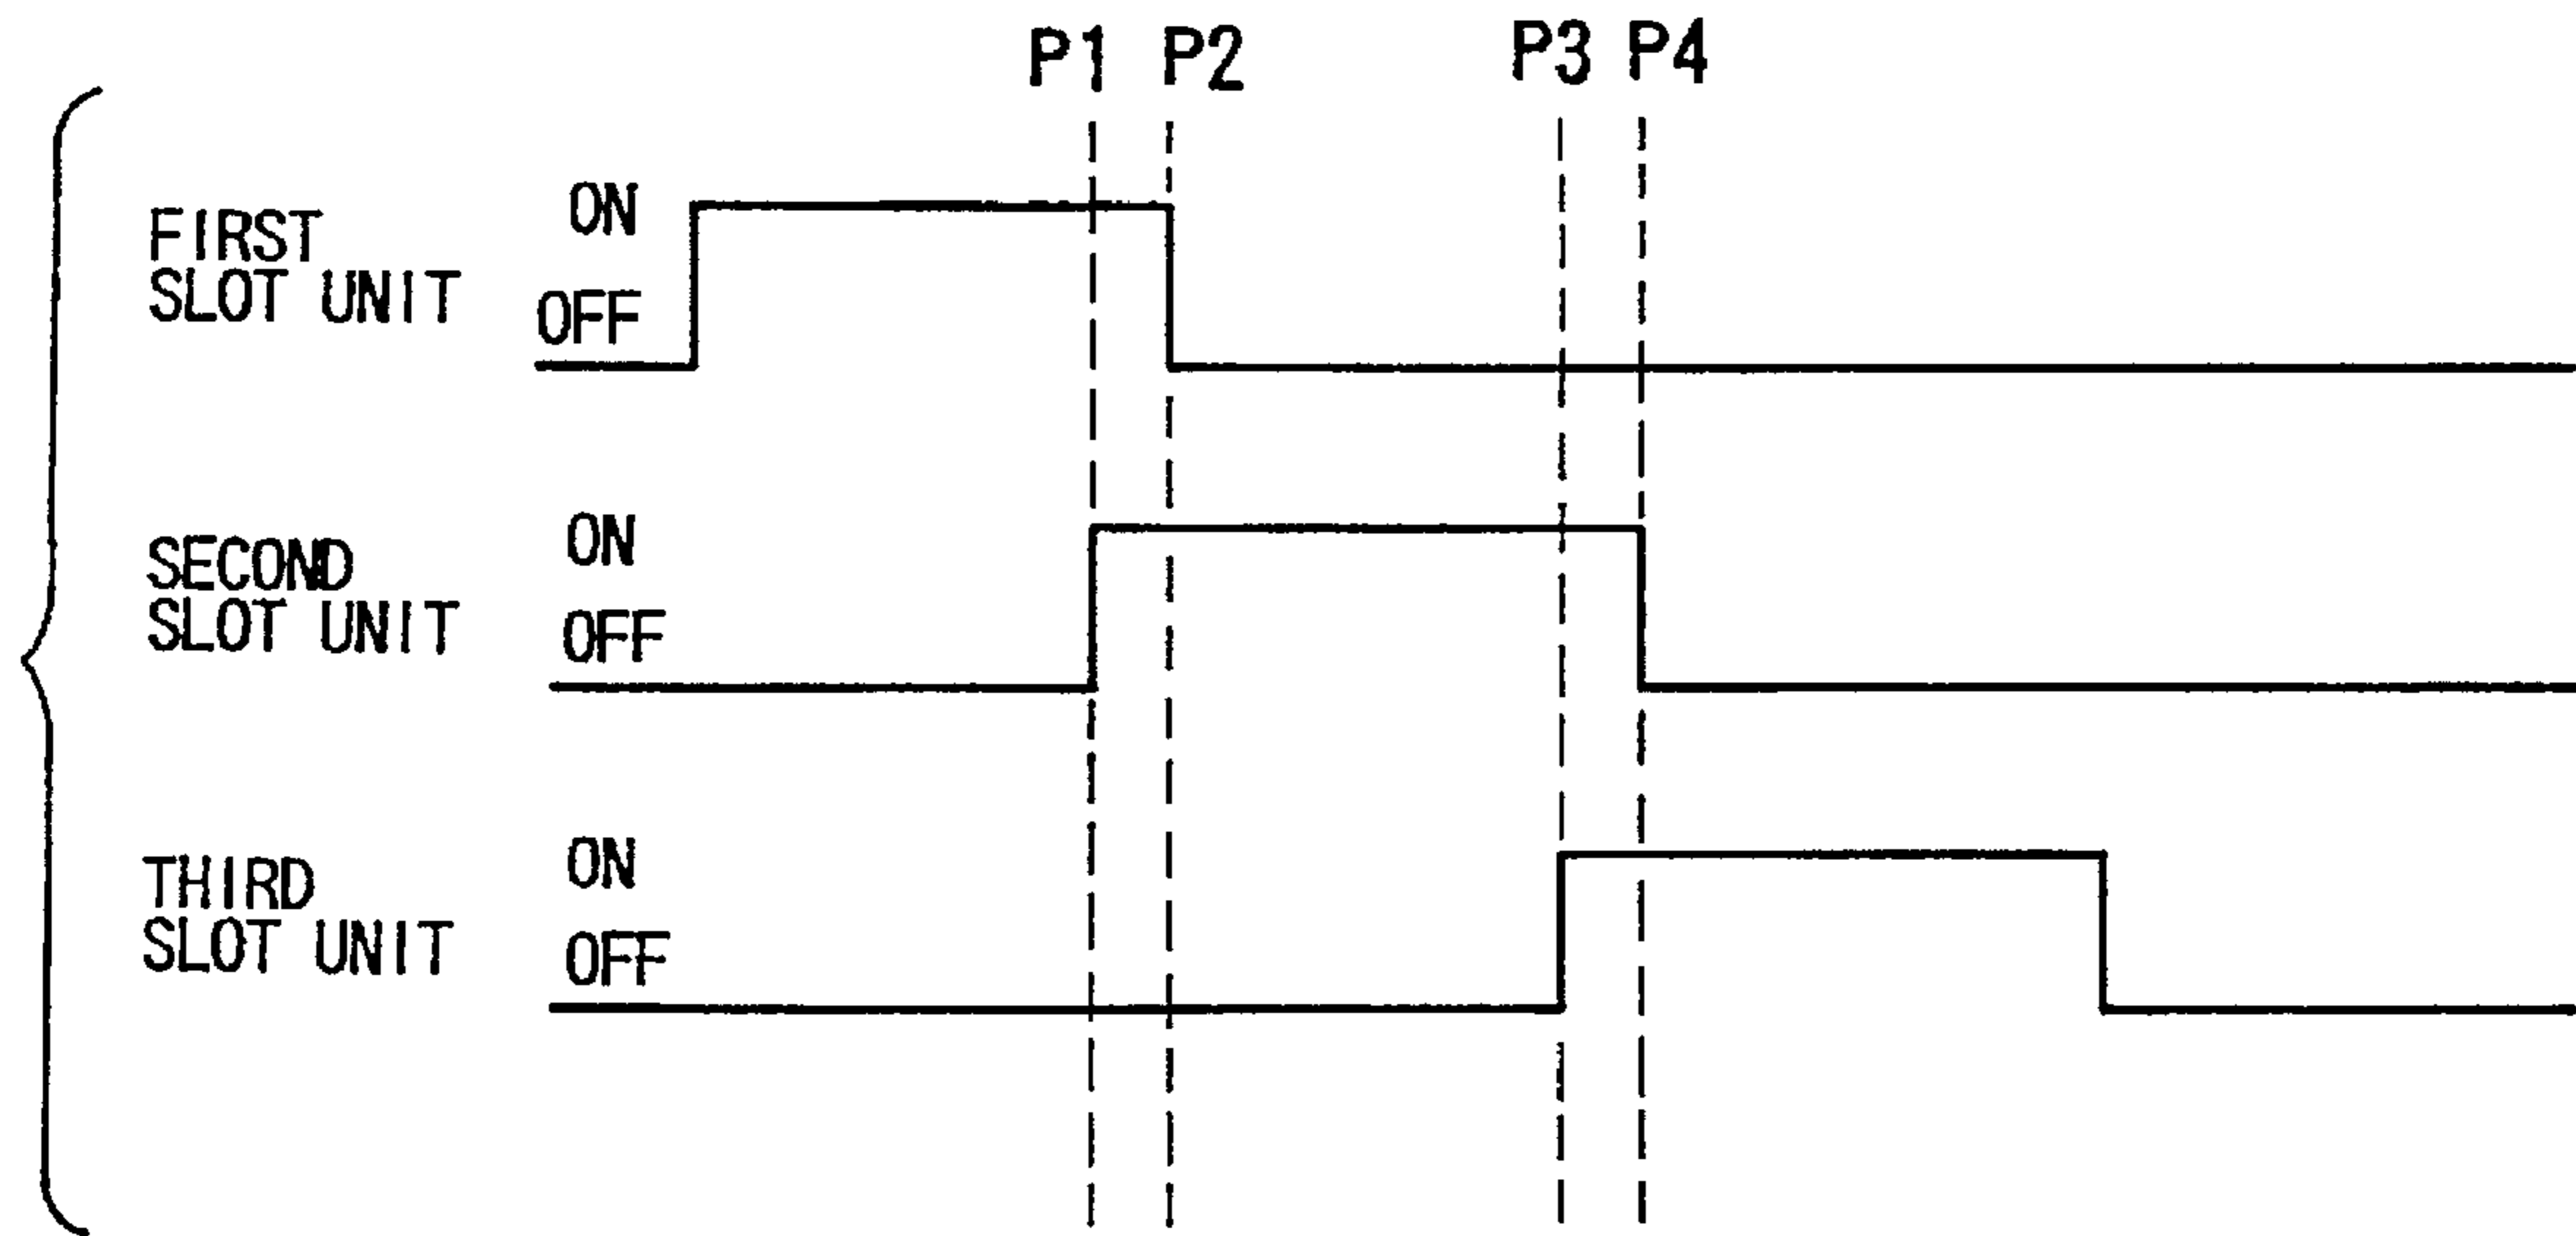 P1 P2 P3 P4
FIRST
SLOT UNIT
ON
OFF
SECOND
SLOT UNIT
ON
OFF
THIRD
SLOT UNIT
ON
OFF